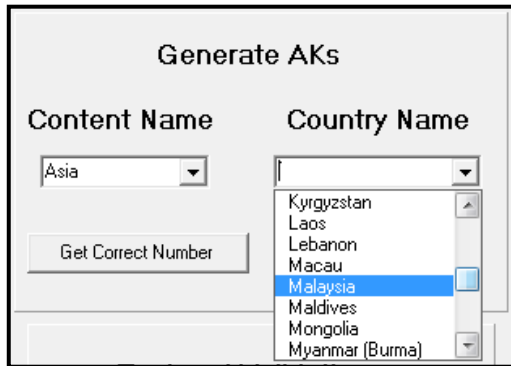 Generate AKs
Content Name Country Name
Asia
Kyrgyzstan
Laos
Lebanon
Get Correct Number
Macau
Malaysia
Maldives
Mongolia
Myanmar (Burma)